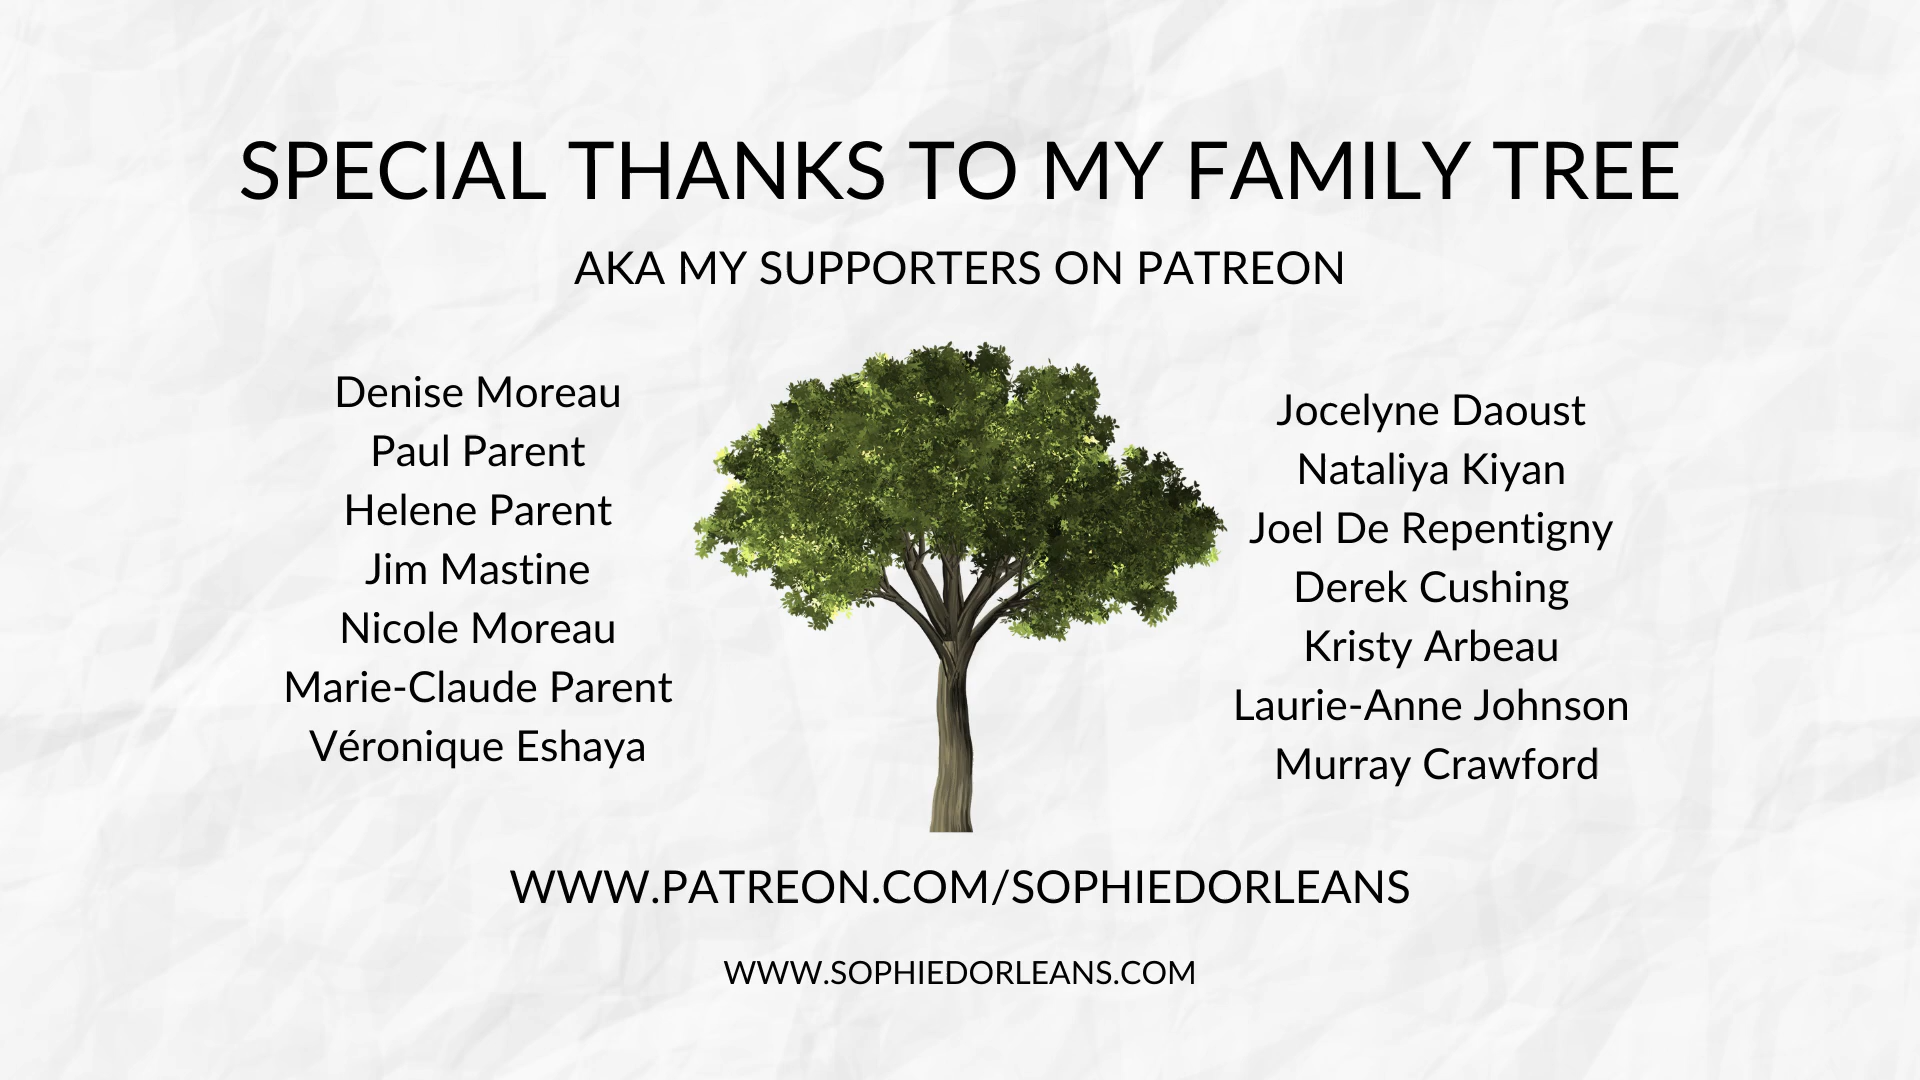 SPECIAL THANKS TO MY FAMILY TREE
AKA MY SUPPORTERS ON PATREON
Denise Moreau
Paul Parent
Helene Parent
Jim Mastine
Nicole Moreau
Marie-Claude Parent
Véronique Eshaya
Jocelyne Daoust
Nataliya Kiyan
Joel De Repentigny
Derek Cushing
Kristy Arbeau
Laurie-Anne Johnson
Murray Crawford
WWW.PATREON.COM/SOPHIEDORLEANS
WWW.SOPHIEDORLEANS.COM